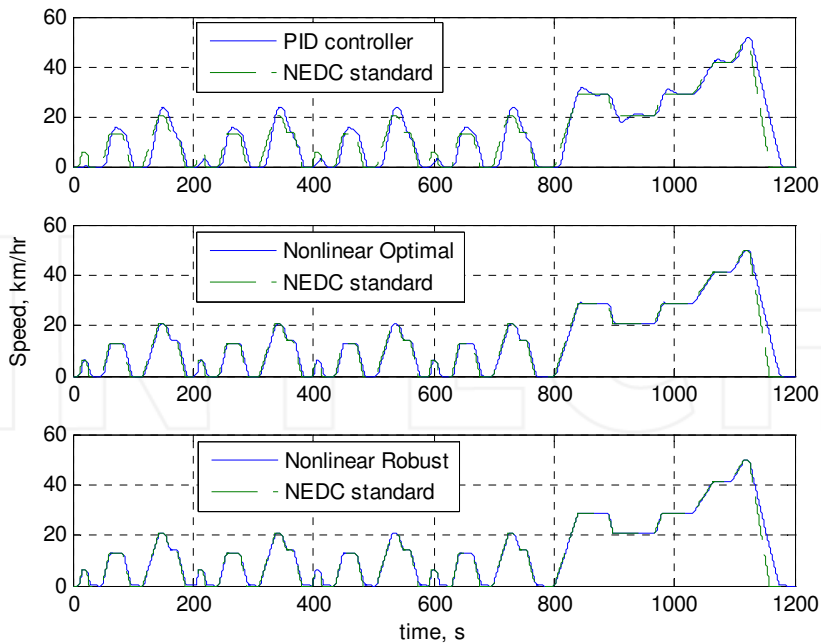 60
40
20
0
PID controller
NEDC standard
0 200 400 600 800 1000 1200
Speed, km/hr
60
40
20
0
Nonlinear Optimal
NEDC standard
0 200 400 600 800 1000 1200
60
40
20
0
Nonlinear Robust
NEDC standard
0 200 400 600 800 1000 1200
time, s